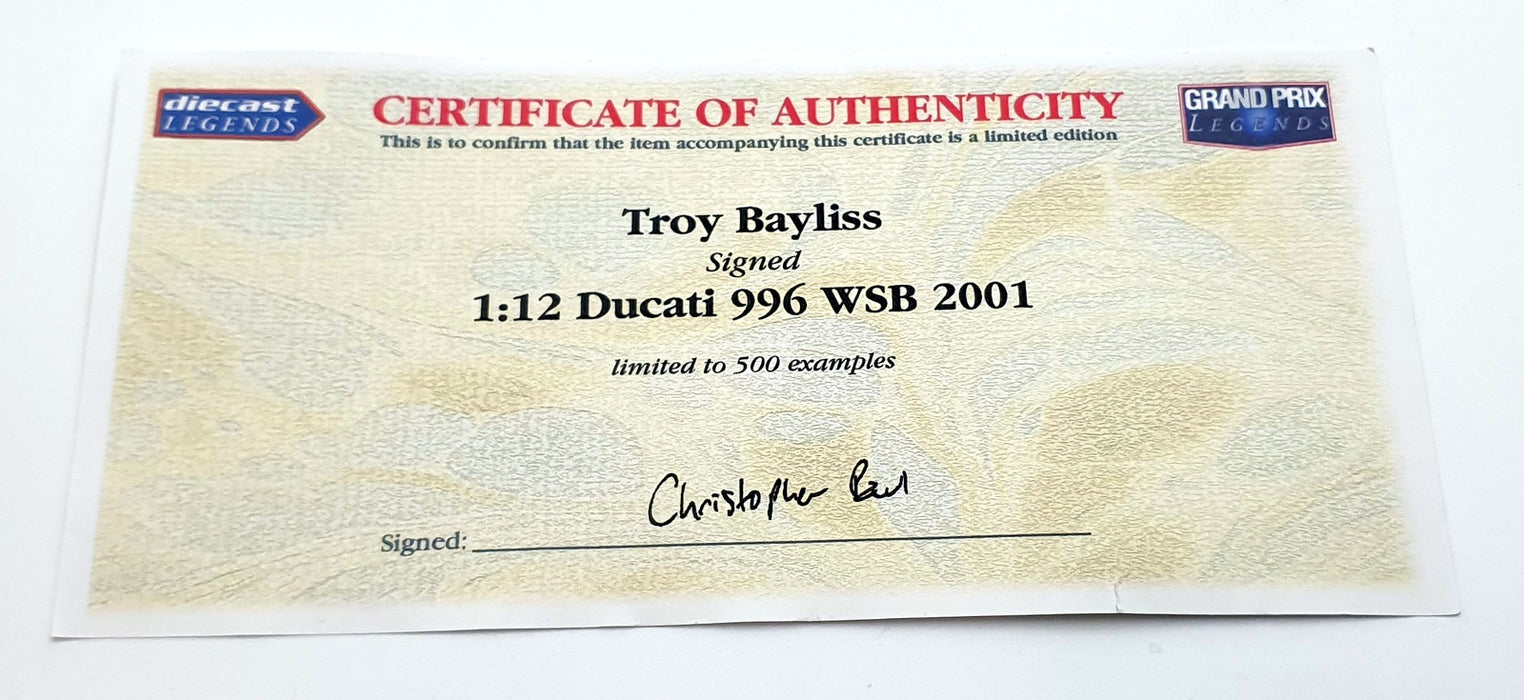 diecast
LEGENDS
CERTIFICATE OF AUTHENTICITY
This is to confirm that the item accompanying this certificate is a limited edition
GRAND PRIX
LEGENDS
Troy Bayliss
Signed
1:12 Ducati 996 WSB 2001
limited to 500 examples
Christopher Paul
Signed: